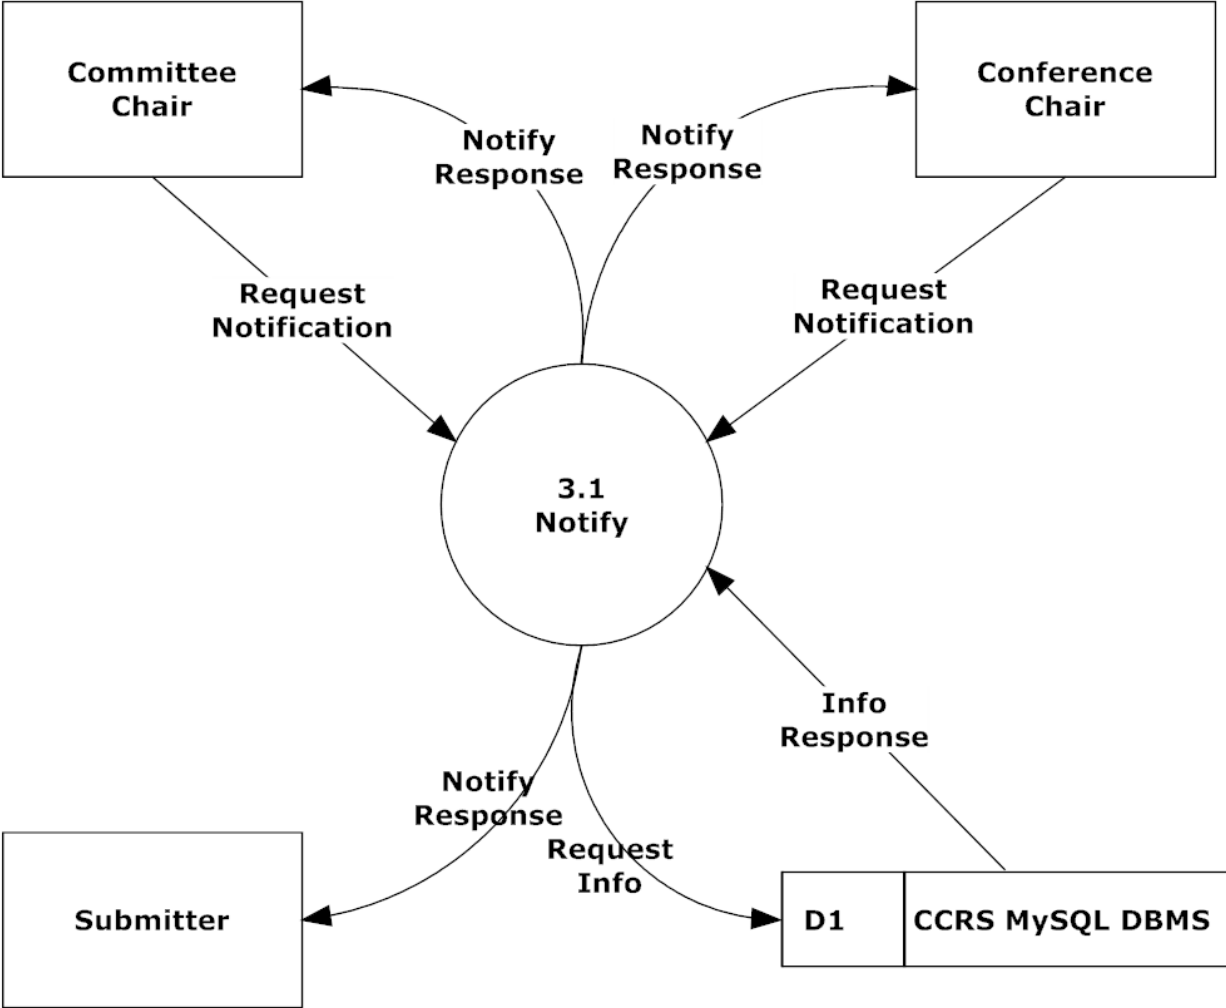 Committee
Chair
Conference
Chair
Notify
Response
Notify
Response
Request
Notification
Request
Notification
3.1
Notify
Info
Response
Notify
Response
Request
Info
Submitter
D1
CCRS MySQL DBMS